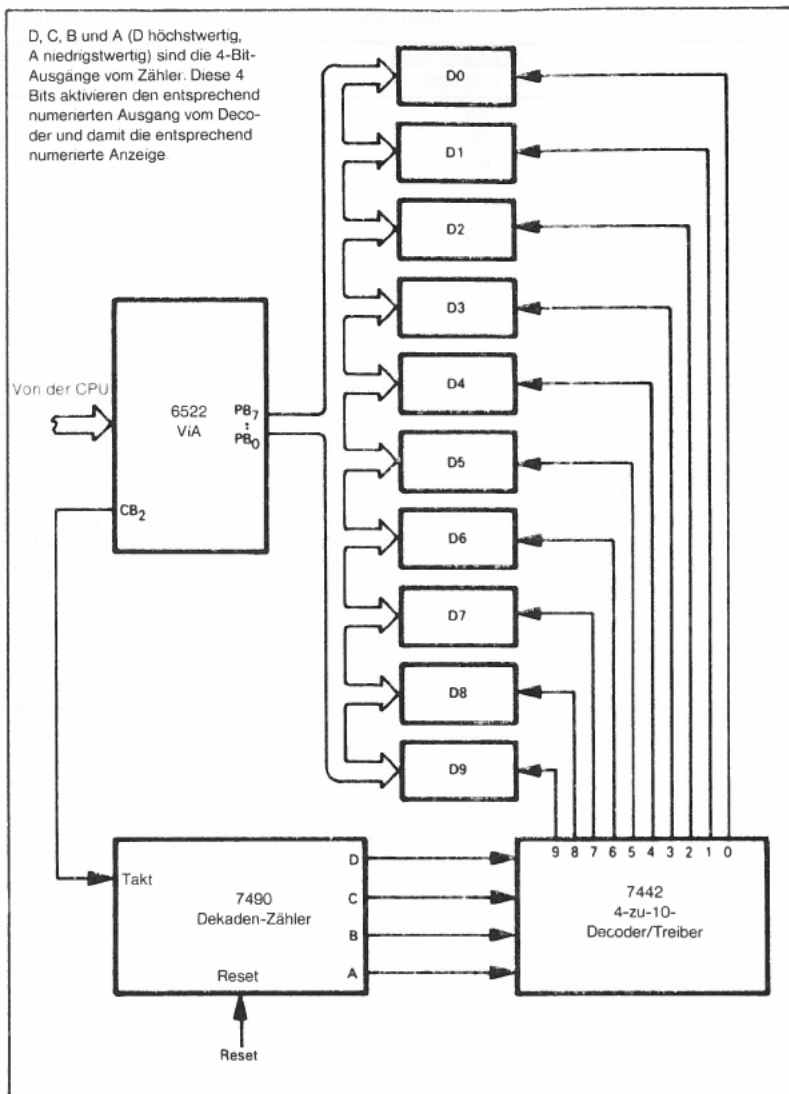 D, C, B und A (D höchstwertig,
A niedrigstwertig) sind die 4-Bit-
Ausgänge vom Zähler. Diese 4
Bits aktivieren den entsprechend
numerierten Ausgang vom Deco-
der und damit die entsprechend
numerierte Anzeige
D0
D1
D2
D3
D4
D5
D6
D7
D8
D9
Von der CPU
6522
ViA
PB7
:
PB0
CB2
9 8 7 6 5 4 3 2 1 0
Takt
7490
Dekaden-Zähler
Reset
D
C
B
A
7442
4-zu-10-
Decoder/Treiber
Reset